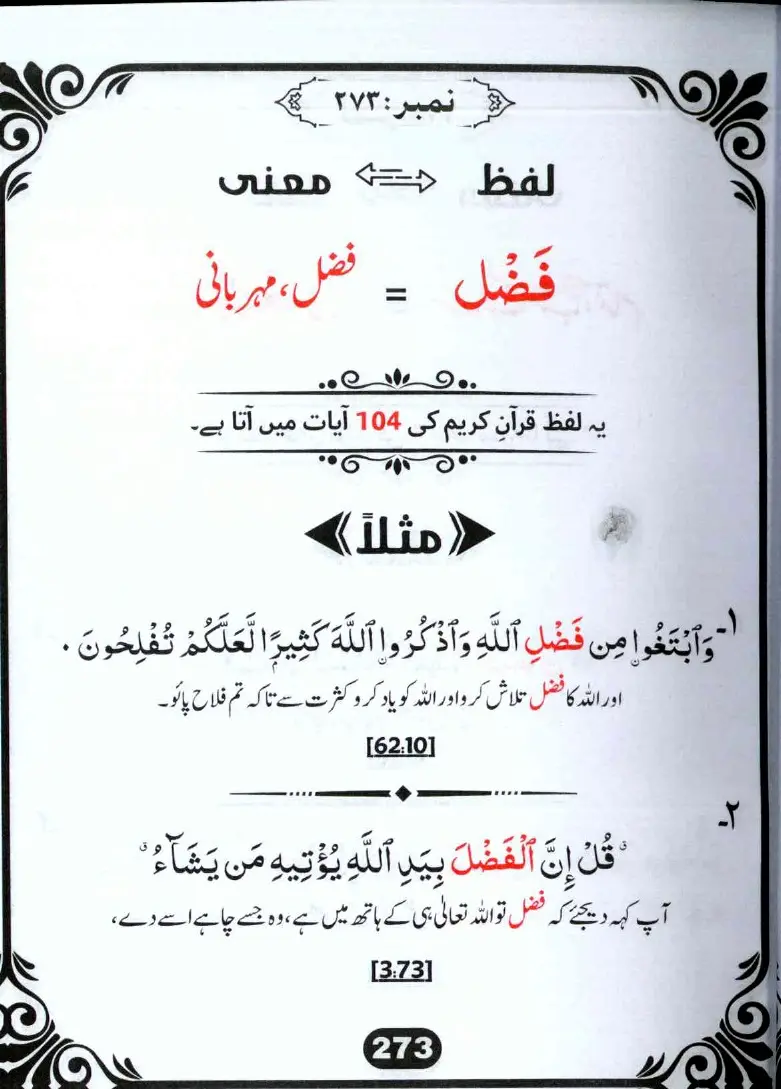 نمبر: ۲۷۳
لفظ معنی
فَضْل = فضل، مہربانی
یہ لفظ قرآنِ کریم کی 104 آیات میں آتا ہے۔
مثلاً
۱- وَٱبْتَغُوا۟ مِن فَضْلِ ٱللَّهِ وَٱذْكُرُوا۟ ٱللَّهَ كَثِيرًا لَّعَلَّكُمْ تُفْلِحُونَ ۰
اور اللہ کا فضل تلاش کرو اور اللہ کو یاد کرو کثرت سے تاکہ تم فلاح پائو۔
[62:10]
۲-
قُلْ إِنَّ ٱلْفَضْلَ بِيَدِ ٱللَّهِ يُؤْتِيهِ مَن يَشَآءُ
آپ کہہ دیجئے کہ فضل تو اللہ تعالیٰ ہی کے ہاتھ میں ہے، وہ جسے چاہے اسے دے،
[3:73]
273